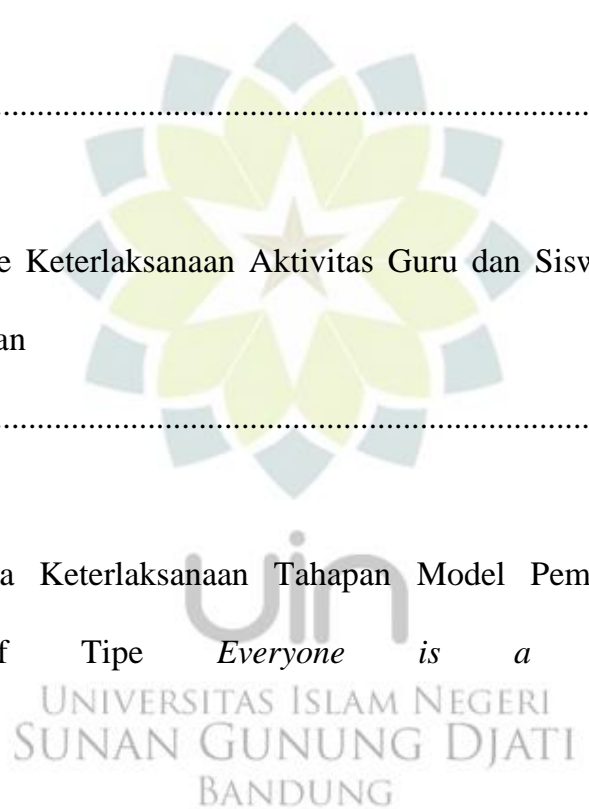 ................................................................
e Keterlaksanaan Aktivitas Guru dan Sisw
an
................................................................
a Keterlaksanaan Tahapan Model Pem
uin
f Tipe Everyone is a
UNIVERSITAS ISLAM NEGERI
SUNAN GUNUNG DJATI
BANDUNG